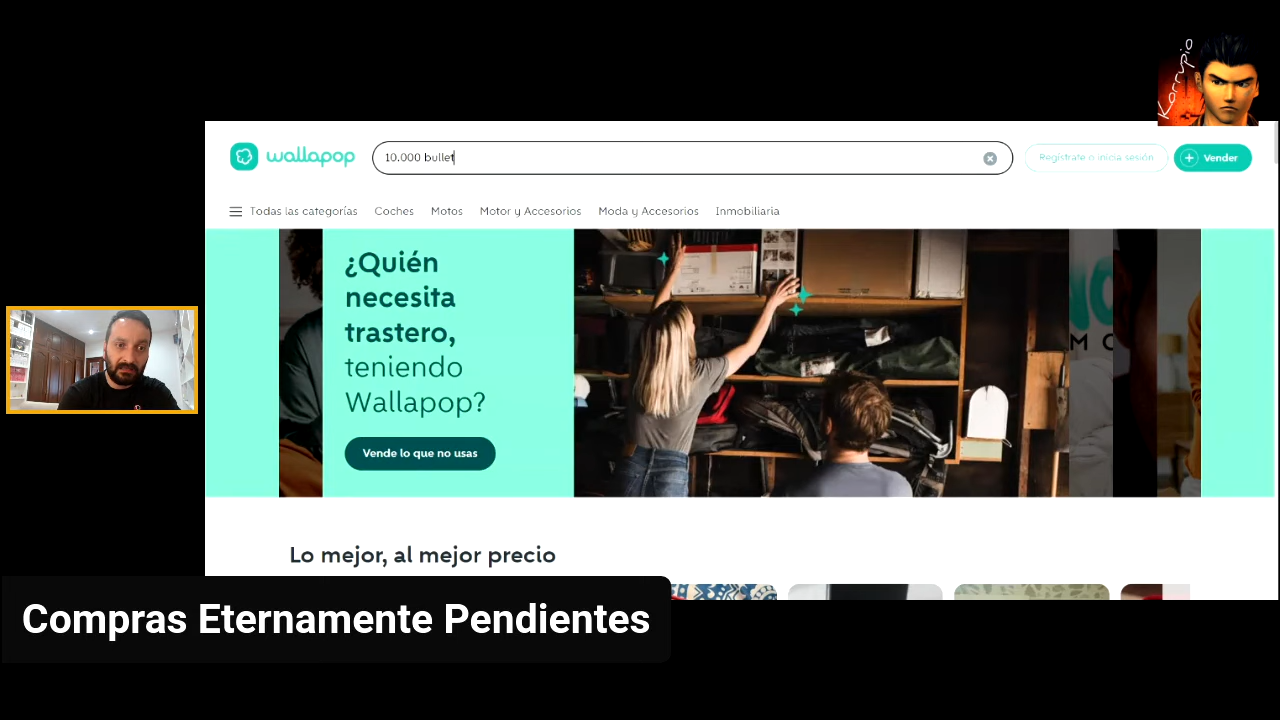 Korrupio
wallapop
10.000 bullet
Regístrate o inicia sesión
Vender
Todas las categorías
Coches
Motos
Motor y Accesorios
Moda y Accesorios
Inmobiliaria
¿Quién
necesita
trastero,
teniendo
Wallapop?
Vende lo que no usas
Lo mejor, al mejor precio
Compras Eternamente Pendientes